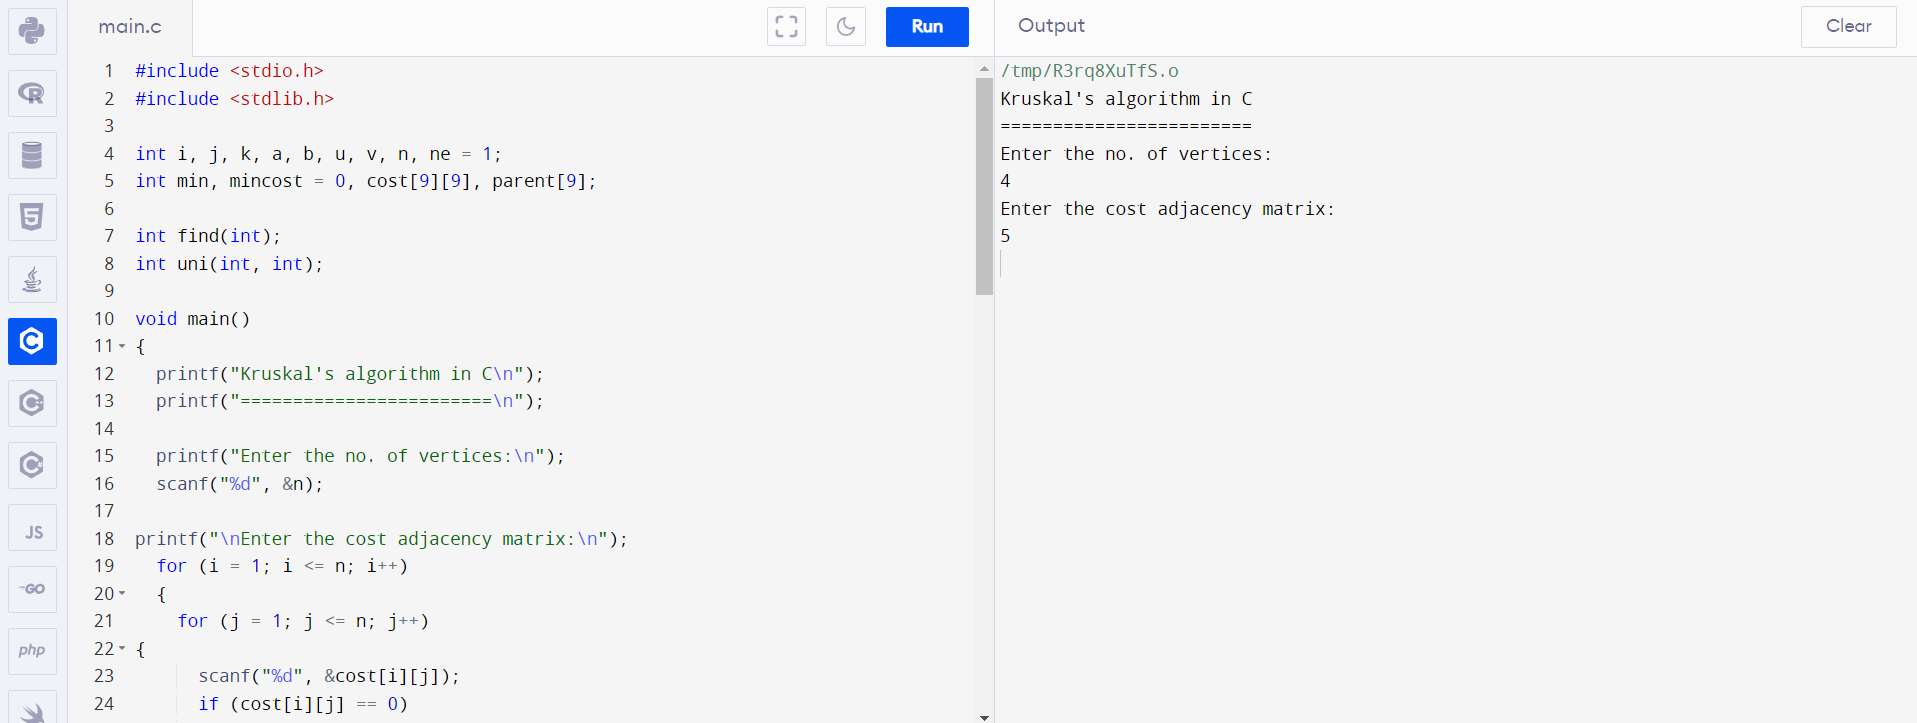 main.c
Run
Output
Clear
1 #include <stdio.h>
2 #include <stdlib.h>
3
4 int i, j, k, a, b, u, v, n, ne = 1;
5 int min, mincost = 0, cost[9][9], parent[9];
6
7 int find(int);
8 int uni(int, int);
9
10 void main()
11 {
12   printf("Kruskal's algorithm in C\n");
13   printf("========================\n");
14
15   printf("Enter the no. of vertices:\n");
16   scanf("%d", &n);
17
18 printf("\nEnter the cost adjacency matrix:\n");
19   for (i = 1; i <= n; i++)
20   {
21     for (j = 1; j <= n; j++)
22 {
23       scanf("%d", &cost[i][j]);
24       if (cost[i][j] == 0)
/tmp/R3rq8XuTfS.o
Kruskal's algorithm in C
========================
Enter the no. of vertices:
4
Enter the cost adjacency matrix:
5
R
5
C
C
C
JS
GO
php